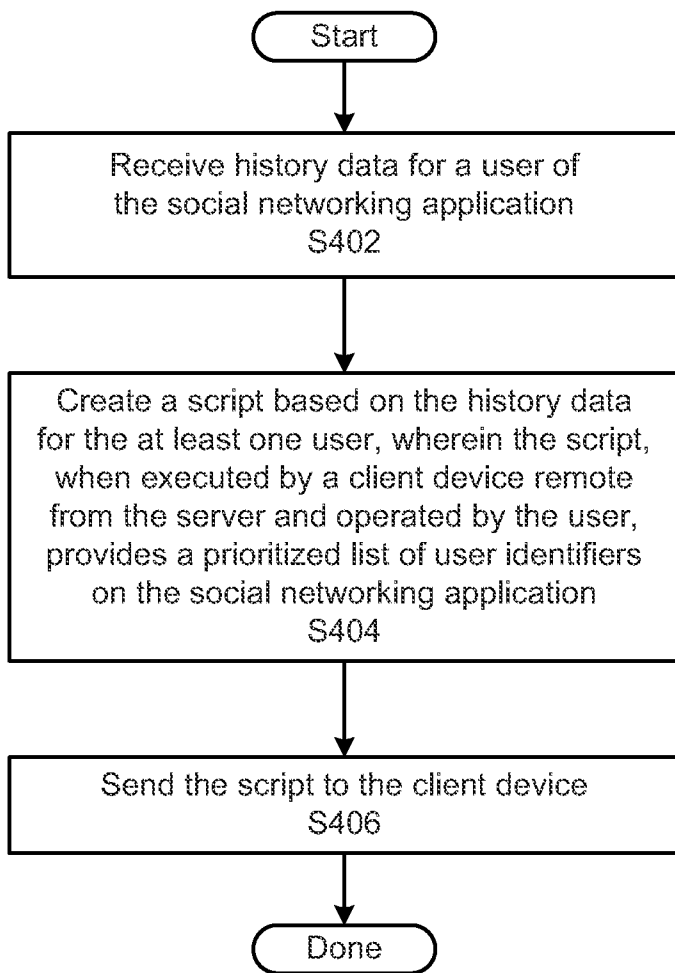 Start
Receive history data for a user of
the social networking application
S402
Create a script based on the history data
for the at least one user, wherein the script,
when executed by a client device remote
from the server and operated by the user,
provides a prioritized list of user identifiers
on the social networking application
S404
Send the script to the client device
S406
Done